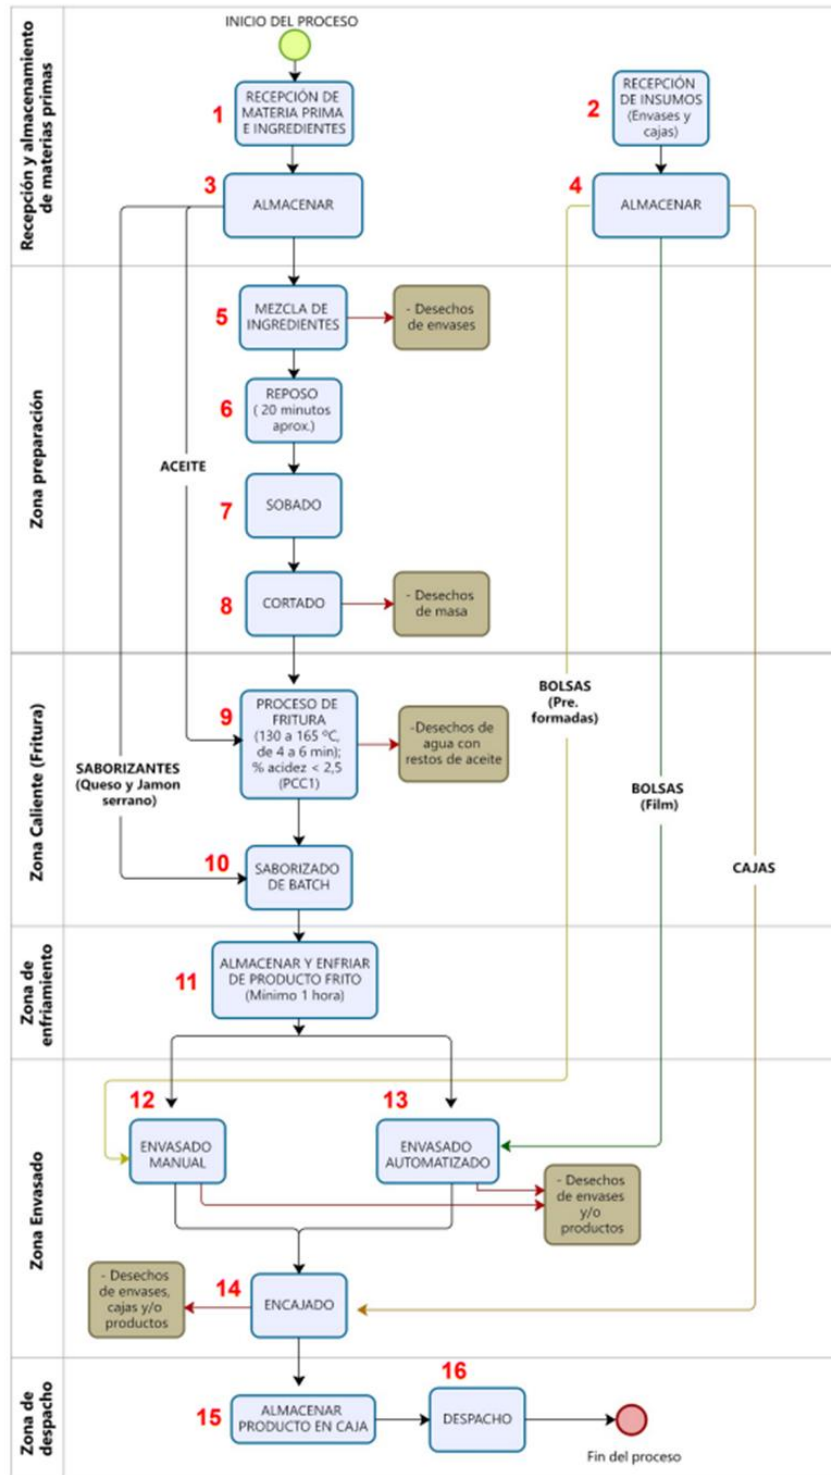 INICIO DEL PROCESO
Recepción y almacenamiento
de materias primas
1
RECEPCIÓN DE
MATERIA PRIMA
E INGREDIENTES
2
RECEPCIÓN
DE INSUMOS
(Envases y
cajas)
3
ALMACENAR
4
ALMACENAR
Zona preparación
5
MEZCLA DE
INGREDIENTES
- Desechos
de envases
6
REPOSO
( 20 minutos
aprox.)
ACEITE
7
SOBADO
8
CORTADO
- Desechos
de masa
Zona Caliente (Fritura)
9
PROCESO DE
FRITURA
(130 a 165 ºC,
de 4 a 6 min);
% acidez < 2,5
(PCC1)
-Desechos de
agua con
restos de aceite
BOLSAS
(Pre.
formadas)
BOLSAS
(Film)
SABORIZANTES
(Queso y Jamon
serrano)
CAJAS
10
SABORIZADO
DE BATCH
Zona de
enfriamiento
11
ALMACENAR Y ENFRIAR
DE PRODUCTO FRITO
(Minimo 1 hora)
Zona Envasado
12
ENVASADO
MANUAL
13
ENVASADO
AUTOMATIZADO
- Desechos
de envases
y/o
productos
- Desechos
de envases,
cajas y/o
productos
14
ENCAJADO
Zona de
despacho
15
ALMACENAR
PRODUCTO EN CAJA
16
DESPACHO
Fin del proceso